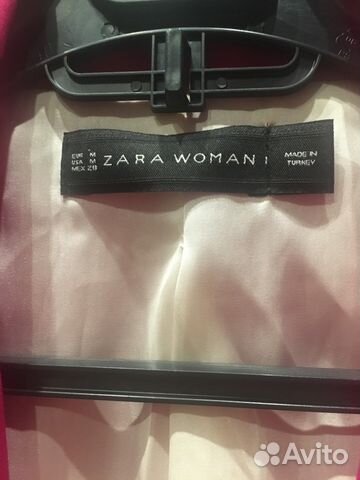 EUR M
USA M
MEX 28
ZARA WOMAN
MADE IN
TURKEY
Avito